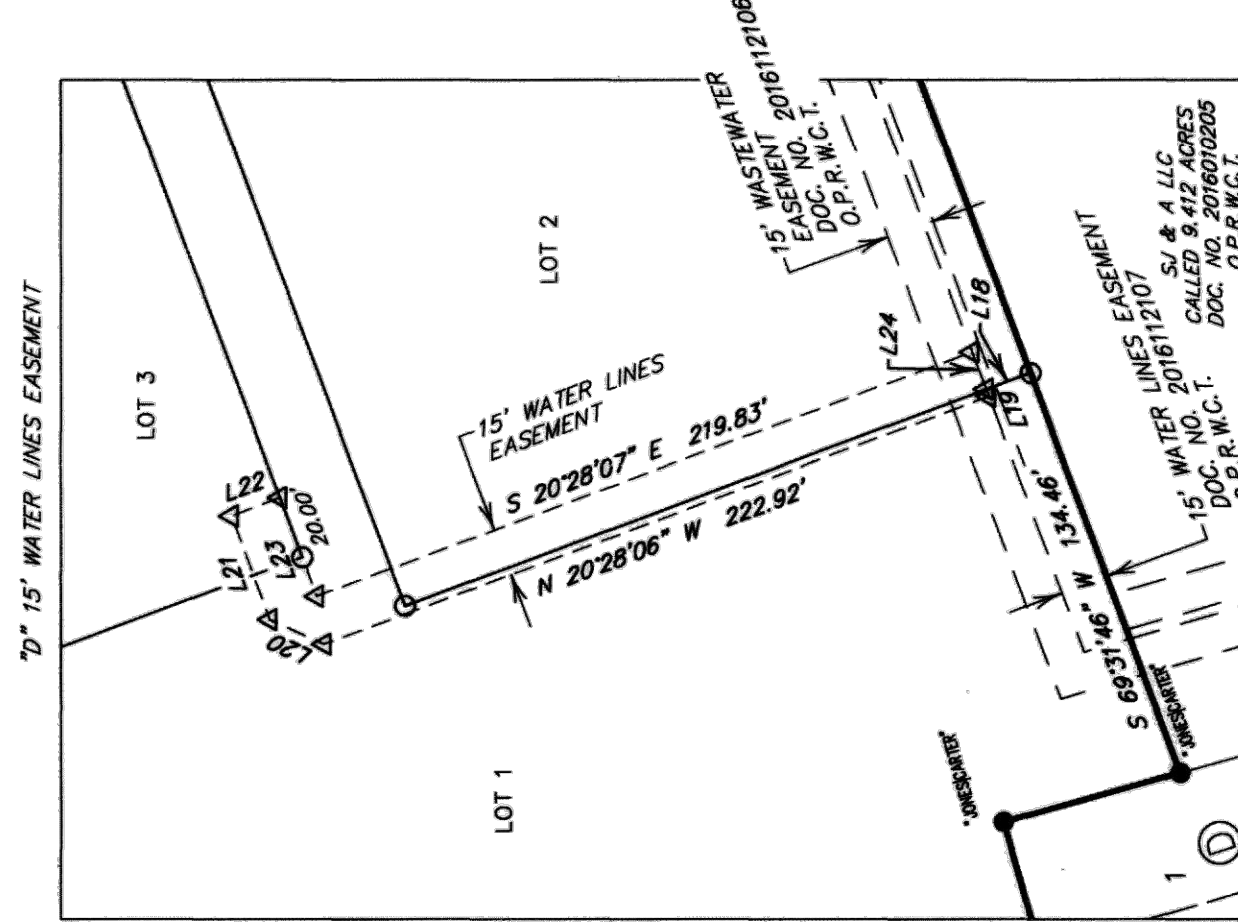 "D" 15' WATER LINES EASEMENT
LOT 3
LOT 2
LOT 1
15' WASTEWATER
EASEMENT
DOC. NO. 2016112106
O.P.R.W.C.T.
15' WATER LINES
EASEMENT
S 20°28'07" E 219.83'
N 20°28'06" W 222.92'
L22
L21
L23
20.00'
L20
L24
L18
L19
S 69°31'46" W 134.46'
15' WATER LINES EASEMENT
DOC. NO. 2016112107
O.P.R.W.C.T.
SJ & A LLC
CALLED 9.412 ACRES
DOC. NO. 2016010205
O.P.R.W.C.T.
"JONES|CARTER"
"JONES|CARTER"
1
D